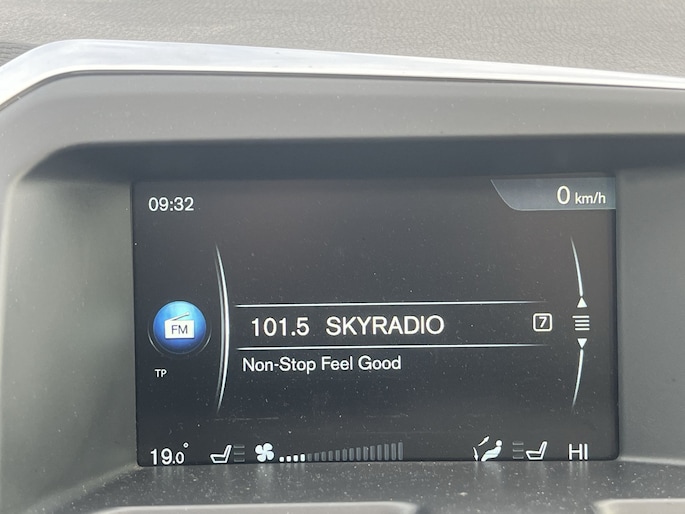 09:32
0 km/h
FM
101.5 SKYRADIO 7
TP
Non-Stop Feel Good
19.0° HI